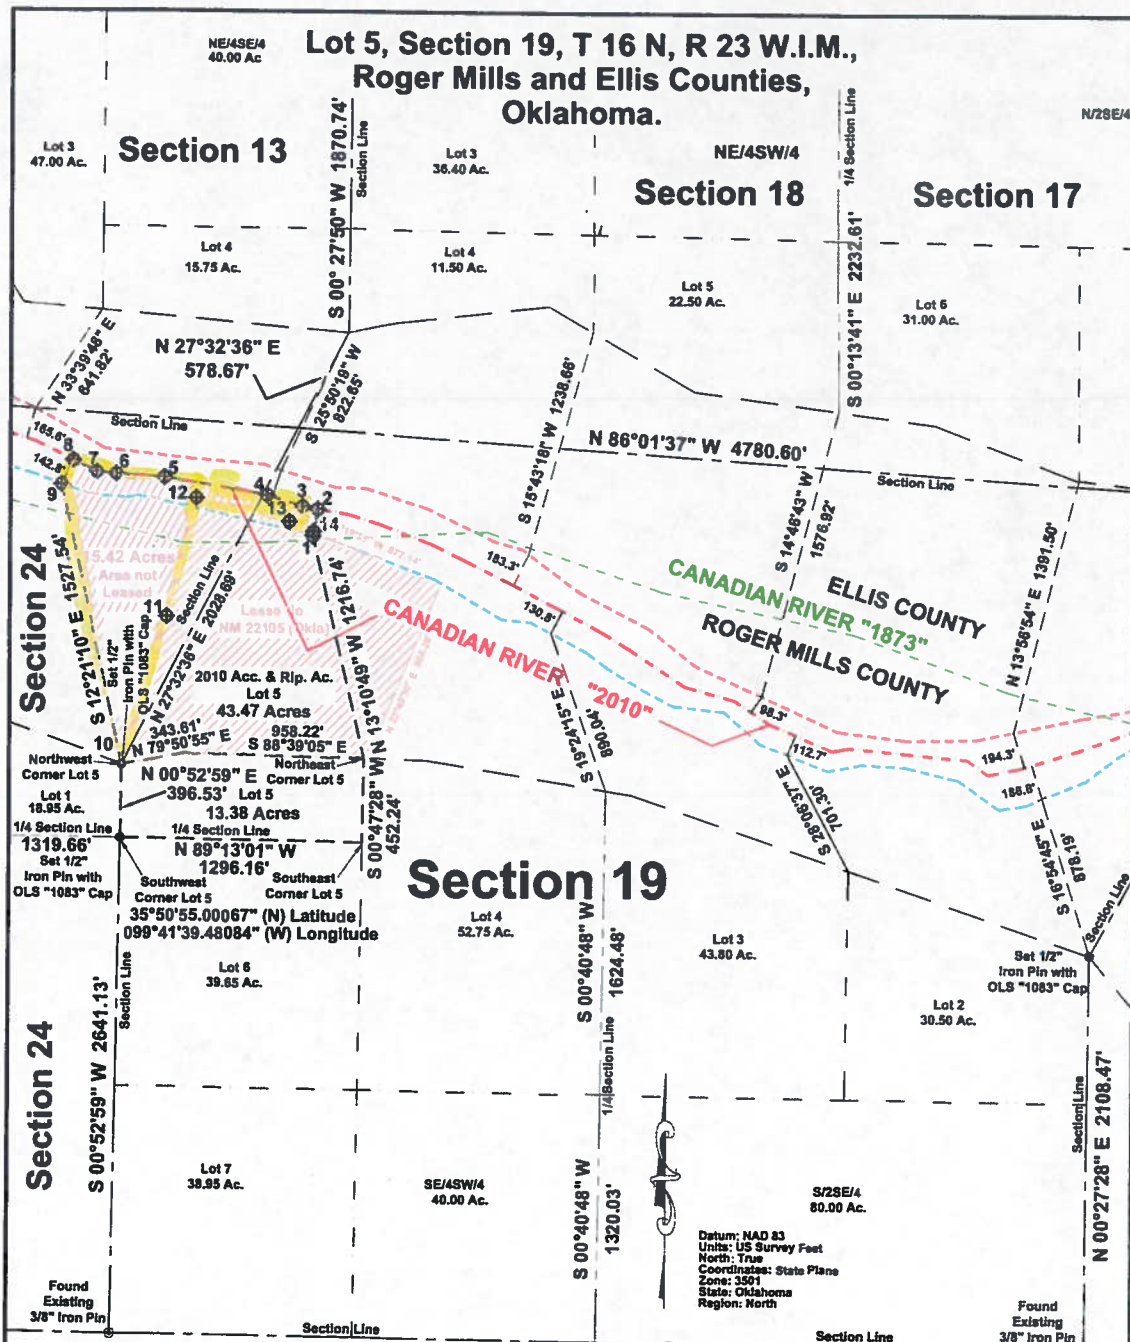 Lot 5, Section 19, T 16 N, R 23 W.I.M.,
Roger Mills and Ellis Counties,
Oklahoma.
NE/4SE/4
40.00 Ac
Lot 3
47.00 Ac.
Section 13
S 00° 27'50" W 1870.74'
Section Line
Lot 3
36.40 Ac.
NE/4SW/4
Section 18
1/4 Section Line
N/2SE/4
Section 17
Lot 4
15.75 Ac.
Lot 4
11.50 Ac.
Lot 5
22.50 Ac.
S 00°13'41" E 2232.61'
Lot 6
31.00 Ac.
N 33°39'48" E
841.82'
N 27°32'36" E
578.67'
S 25°50'19" W
822.65'
S 15°43'18" W 1238.66'
Section Line
N 86°01'37" W 4780.60'
Section Line
S 14°46'43" W
1576.92'
N 13°58'54" E 1391.50'
165.6'
142.8'
8
7
6
5
4
3
2
9
12
13
14
1
183.3'
130.8'
CANADIAN RIVER "1873"
ELLIS COUNTY
ROGER MILLS COUNTY
CANADIAN RIVER "2010"
98.3'
112.7'
194.3'
186.8'
Section 24
15.42 Acres
Area not
Leased
S 12°21'10" E 1527.54'
Set 1/2"
Iron Pin with
OLS "1083" Cap
11
Section Line
N 27°32'36" E 2028.69'
Lease
NM 22105 (Okla)
N 13°10'49" W 1216.74'
2010 Acc. & Rip. Ac.
Lot 5
43.47 Acres
343.61'
N 79°50'55" E
958.22'
S 88°39'05" E
S 19°24'15" E
890.04'
S 28°06'37" E
701.30'
S 16°54'55" E
878.19'
Section Line
10
Northwest
Corner Lot 5
Northeast
Corner Lot 5
N 00°52'59" E
396.53'
Lot 5
13.38 Acres
Lot 1
18.95 Ac.
1/4 Section Line
1319.66'
Set 1/2"
Iron Pin with
OLS "1083" Cap
1/4 Section Line
N 89°13'01" W
1296.16'
Southwest
Corner Lot 5
Southeast
Corner Lot 5
S 00°47'28" W
452.24
35°50'55.00067" (N) Latitude
099°41'39.48084" (W) Longitude
Section 19
Lot 4
52.75 Ac.
Lot 3
43.80 Ac.
Set 1/2"
Iron Pin with
OLS "1083" Cap
Lot 2
30.50 Ac.
Lot 6
39.65 Ac.
S 00°40'48" W
1624.48'
1/4 Section Line
Section 24
S 00°52'59" W 2641.13'
Section Line
Lot 7
38.95 Ac.
SE/4SW/4
40.00 Ac.
S 00°40'48" W
1320.03'
S/2SE/4
80.00 Ac.
Section Line
N 00°27'28" E 2108.47'
Datum: NAD 83
Units: US Survey Feet
North: True
Coordinates: State Plane
Zone: 3501
State: Oklahoma
Region: North
Found
Existing
3/8" Iron Pin
Section Line
Section Line
Found
Existing
3/8" Iron Pin